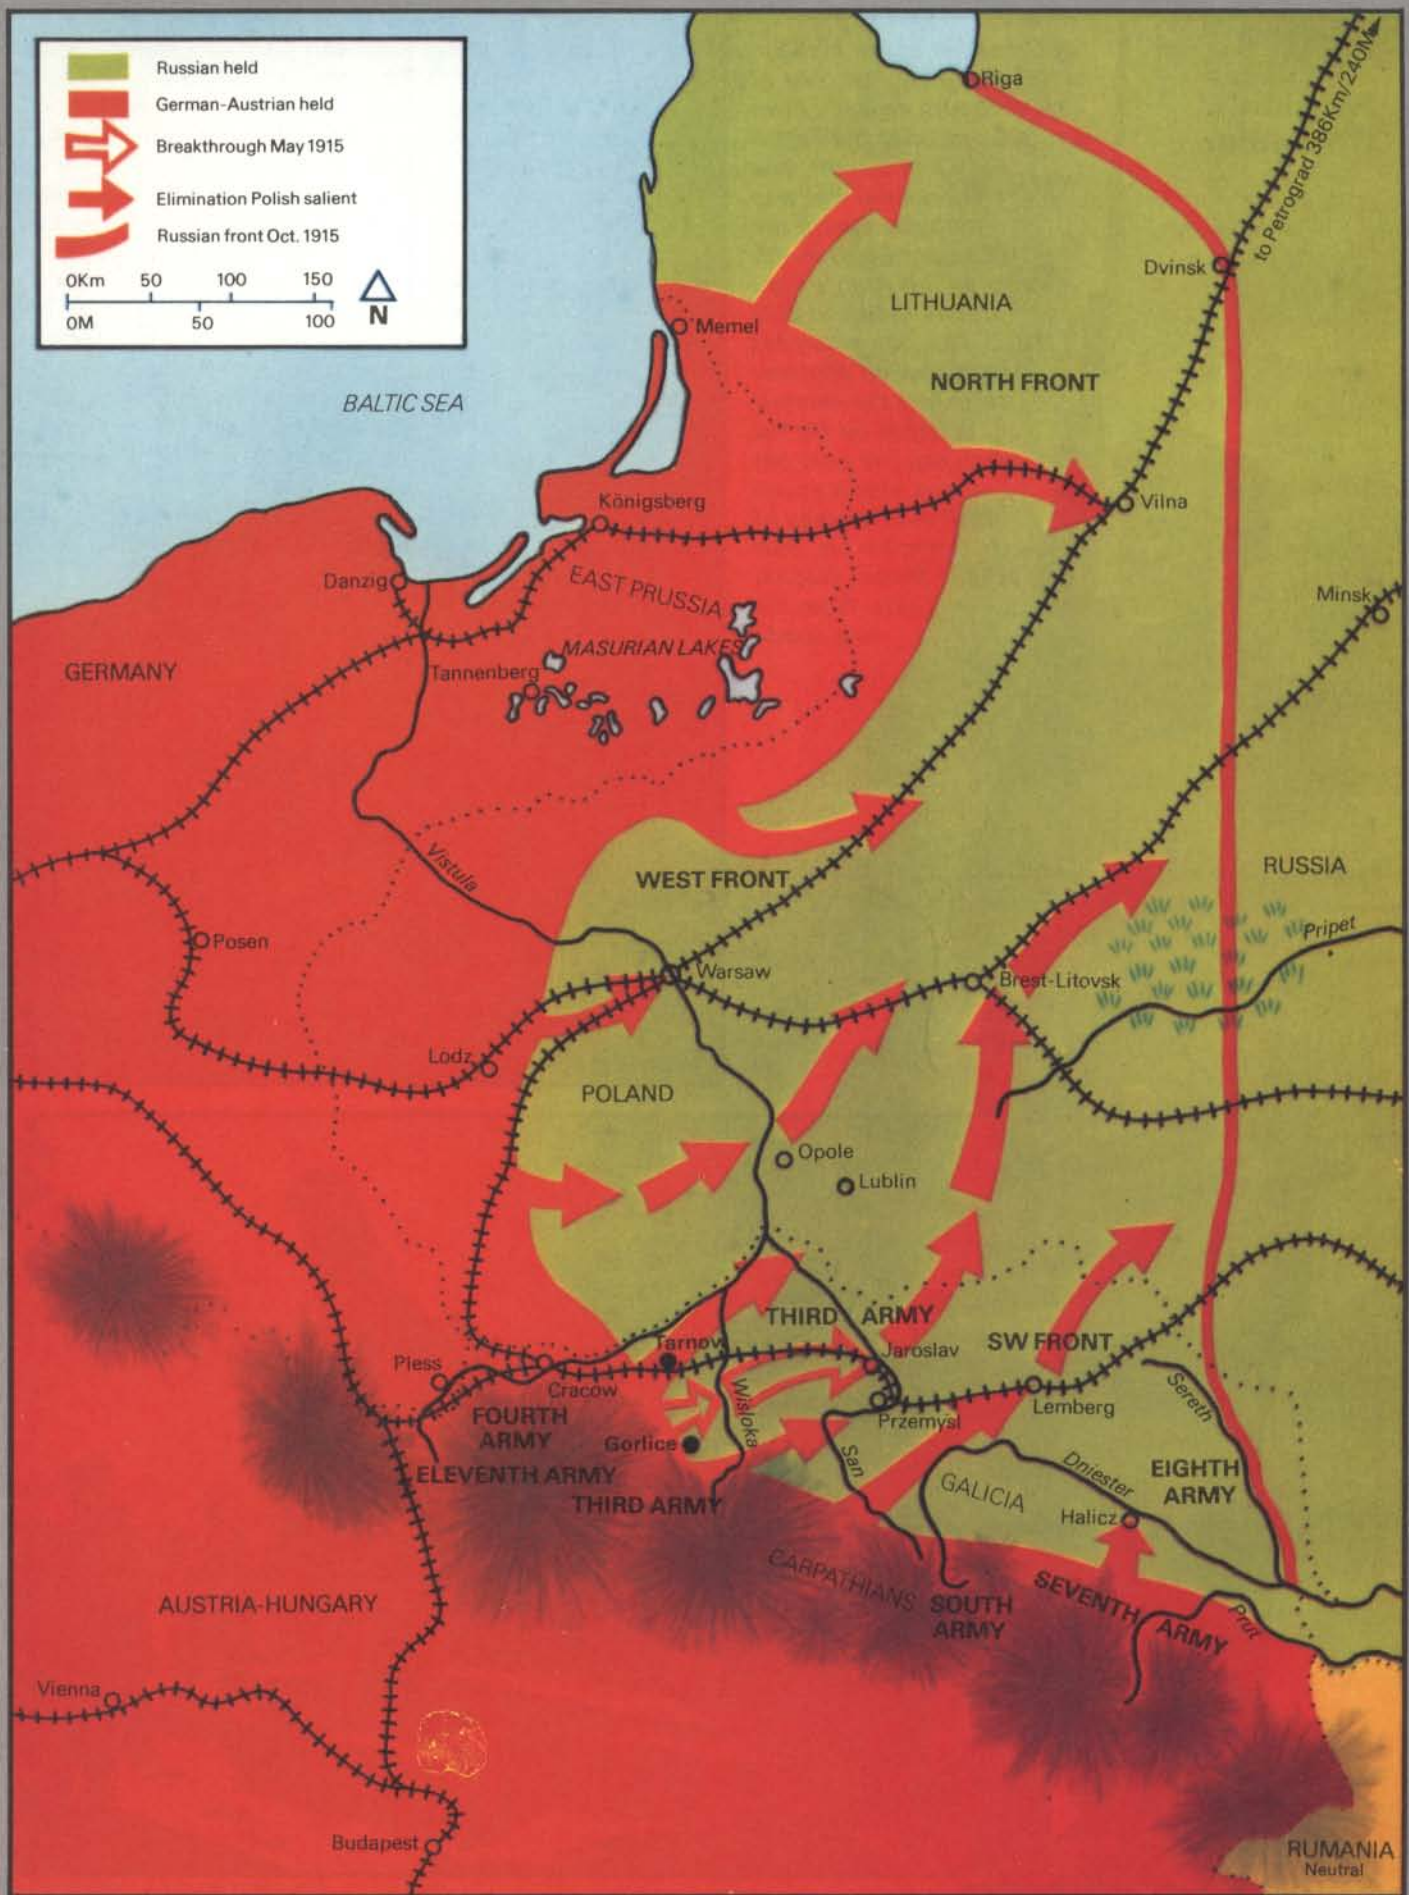 Russian held
German-Austrian held
Breakthrough May 1915
Elimination Polish salient
Russian front Oct. 1915
0Km 50 100 150
0M 50 100
N
Riga
to Petrograd 386Km/240M
Dvinsk
LITHUANIA
Memel
NORTH FRONT
BALTIC SEA
Königsberg
Vilna
Danzig
EAST PRUSSIA
Minsk
MASURIAN LAKES
GERMANY
Tannenberg
Vistula
WEST FRONT
RUSSIA
Pripet
Posen
Warsaw
Brest-Litovsk
Lodz
POLAND
Opole
Lublin
THIRD ARMY
Tarnow
Jaroslav
SW FRONT
Pless
Cracow
Wisloka
Przemysl
Lemberg
Sereth
FOURTH
ARMY
Gorlice
San
Dniester
EIGHTH
ARMY
ELEVENTH ARMY
GALICIA
THIRD ARMY
Halicz
CARPATHIANS
SOUTH
ARMY
SEVENTH ARMY
Prut
AUSTRIA-HUNGARY
Vienna
Budapest
RUMANIA
Neutral